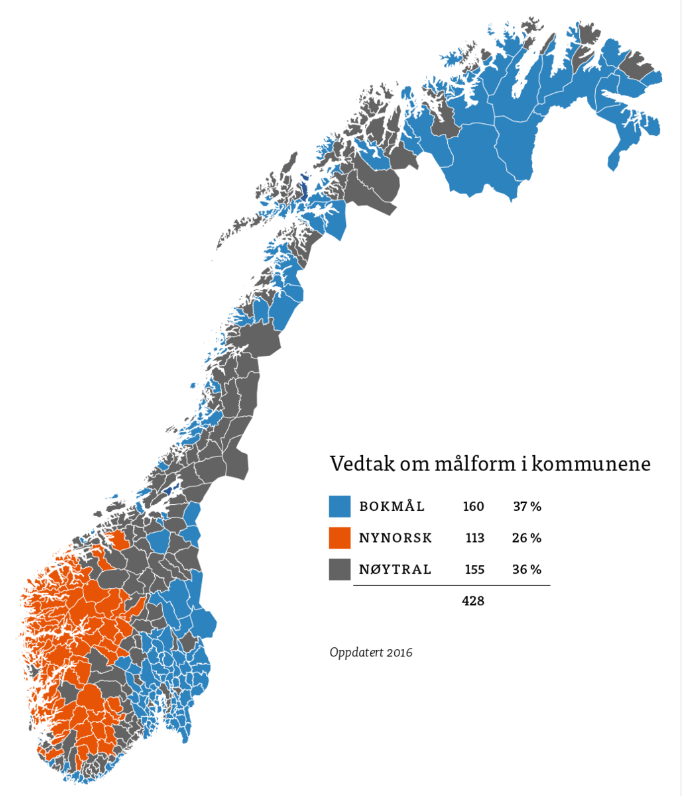 Vedtak om målform i kommunene
BOKMÅL 160 37 %
NYNORSK 113 26 %
NØYTRAL 155 36 %
428
Oppdatert 2016